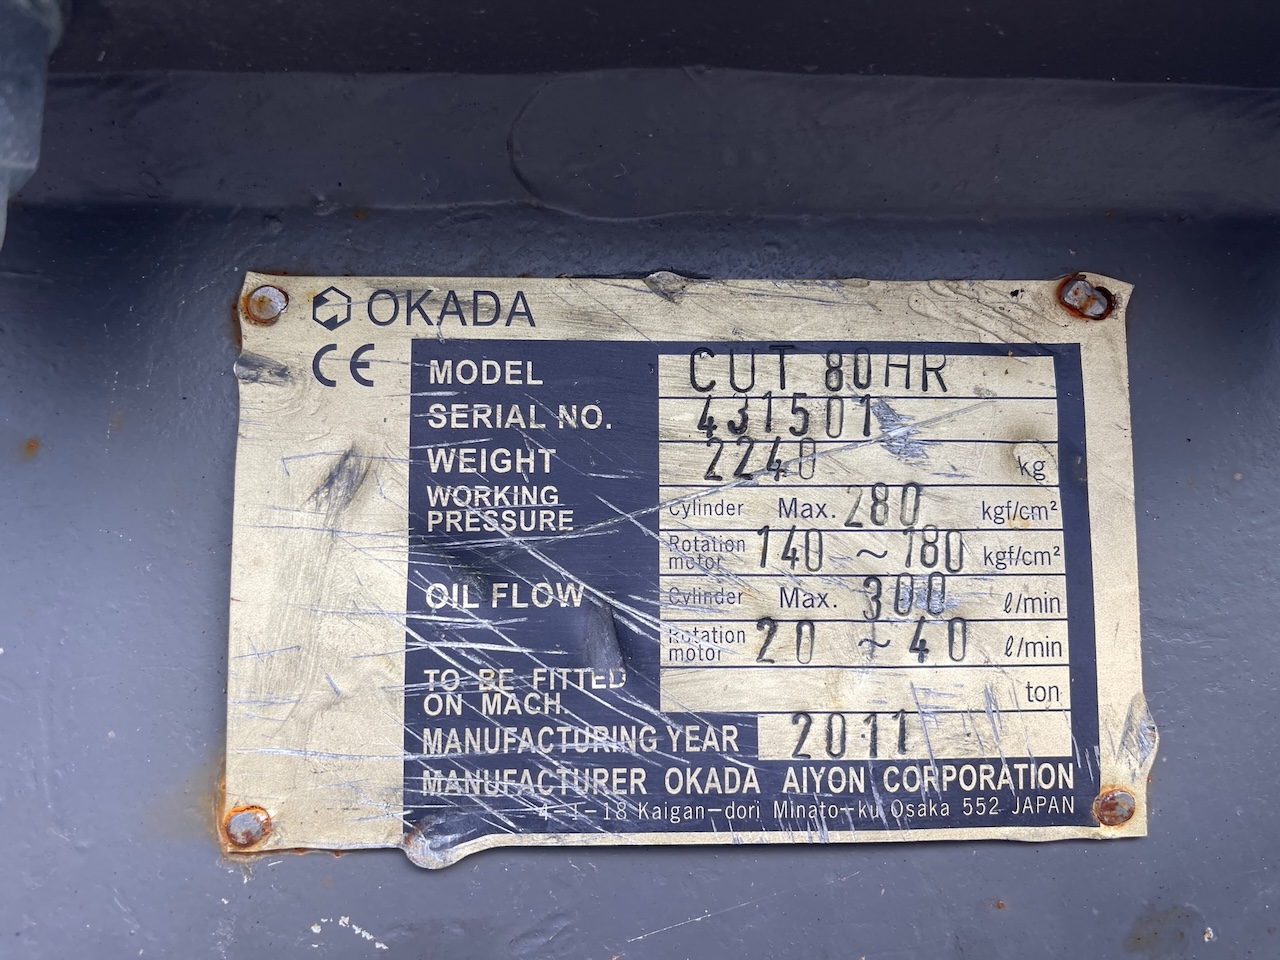 OKADA
CE
MODEL CUT 80HR
SERIAL NO. 431501
WEIGHT 2240 kg
WORKING PRESSURE Cylinder Max. 280 kgf/cm²
Rotation motor 140 ~ 180 kgf/cm²
OIL FLOW Cylinder Max. 300 ℓ/min
Rotation motor 20 ~ 40 ℓ/min
TO BE FITTED ON MACH. ton
MANUFACTURING YEAR 2011
MANUFACTURER OKADA AIYON CORPORATION
4-1-18 Kaigan-dori Minato-ku Osaka 552 JAPAN